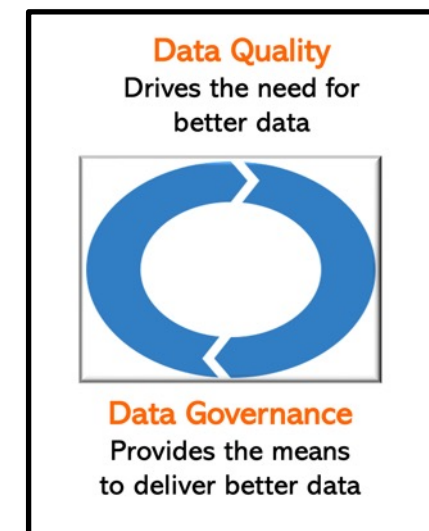 Data Quality
Drives the need for
better data
Data Governance
Provides the means
to deliver better data